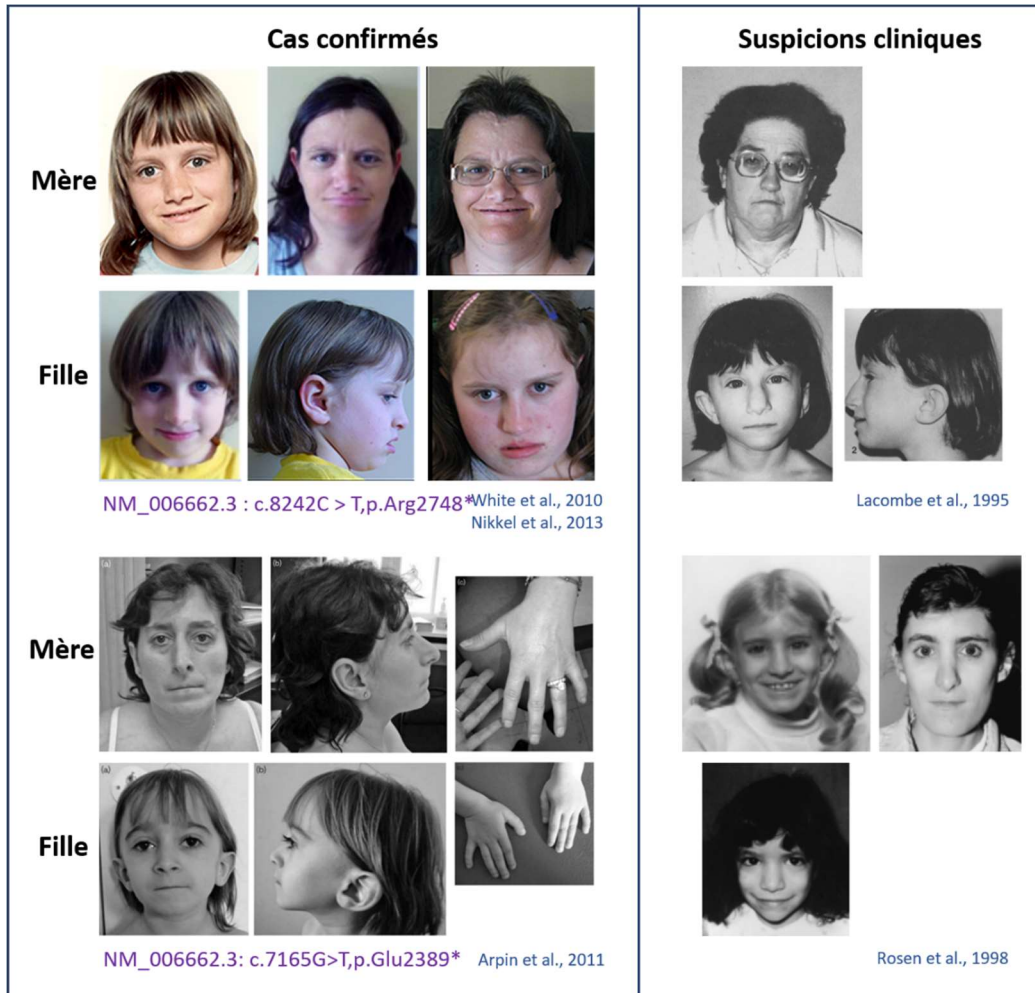 Cas confirmés
Suspicions cliniques
Mère
Fille
2
NM_006662.3 : c.8242C > T,p.Arg2748*
White et al., 2010
Nikkel et al., 2013
Lacombe et al., 1995
(a)
(b)
(c)
Mère
(a)
(b)
Fille
NM_006662.3: c.7165G>T,p.Glu2389*
Arpin et al., 2011
Rosen et al., 1998